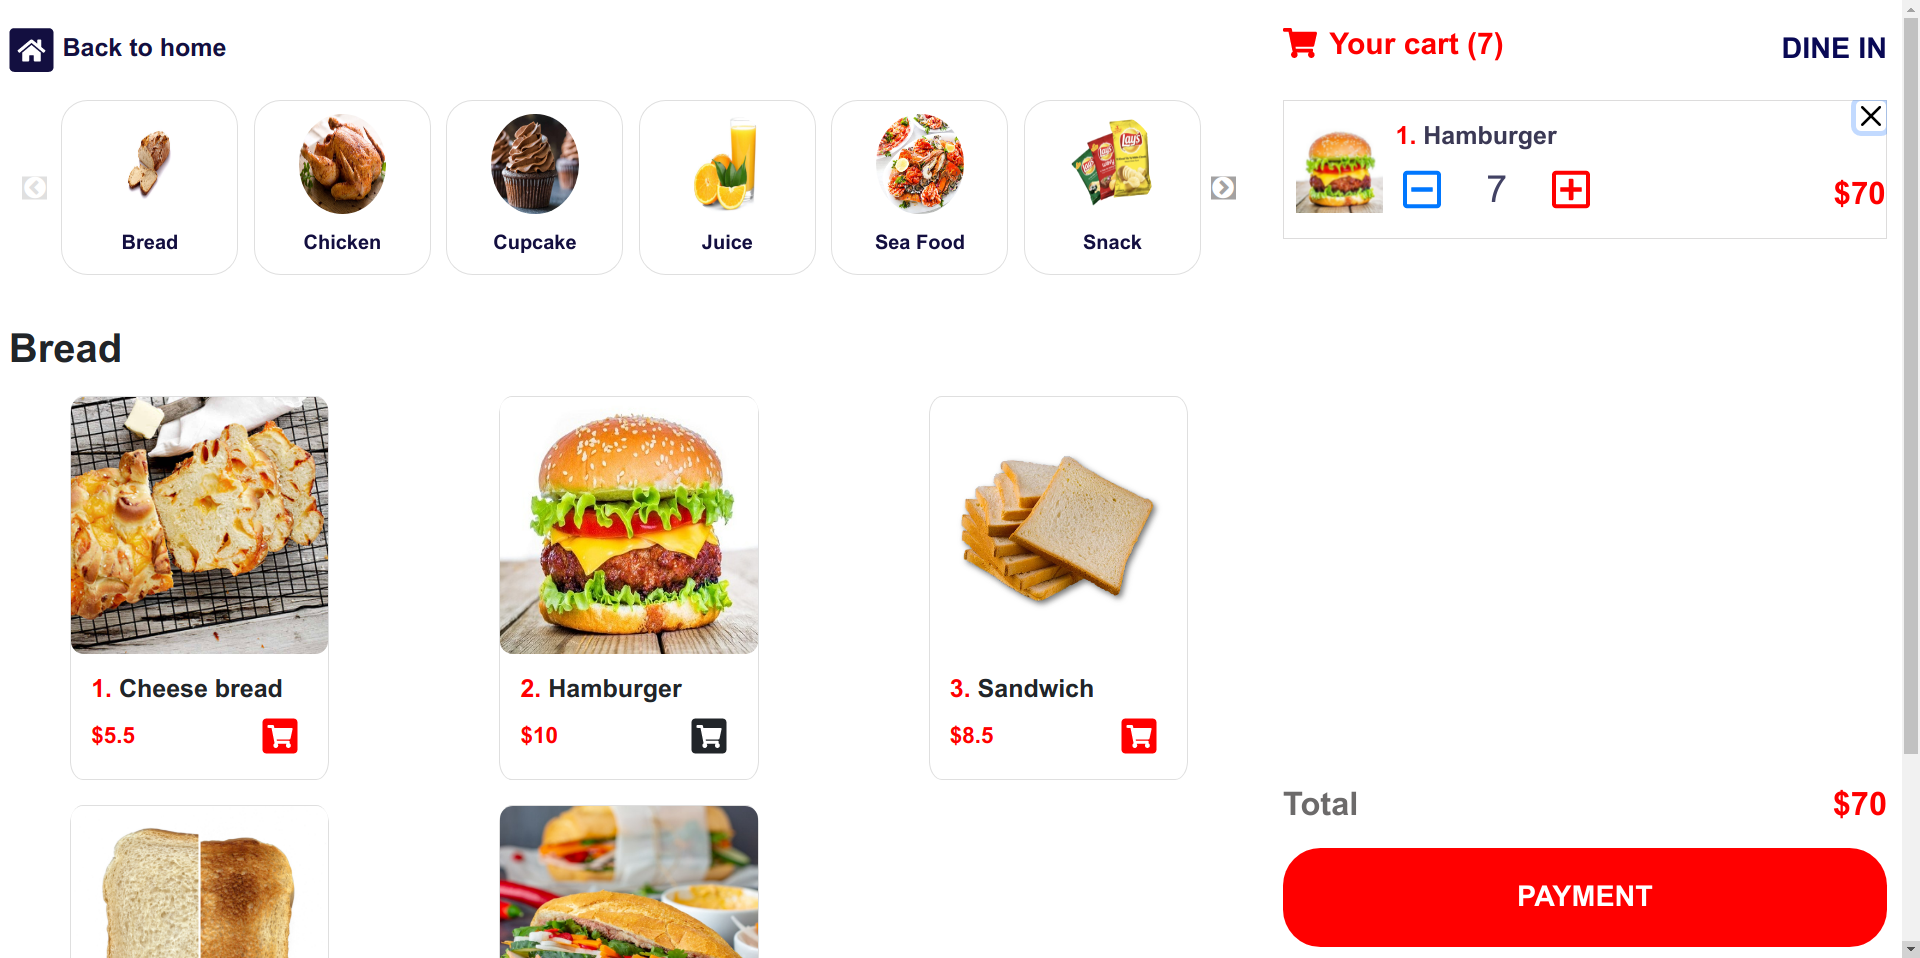 Back to home
Your cart (7)
DINE IN
Bread
Chicken
Cupcake
Juice
Sea Food
Snack
1. Hamburger
7
$70
Bread
1. Cheese bread
$5.5
2. Hamburger
$10
3. Sandwich
$8.5
Total
$70
PAYMENT
Lay's